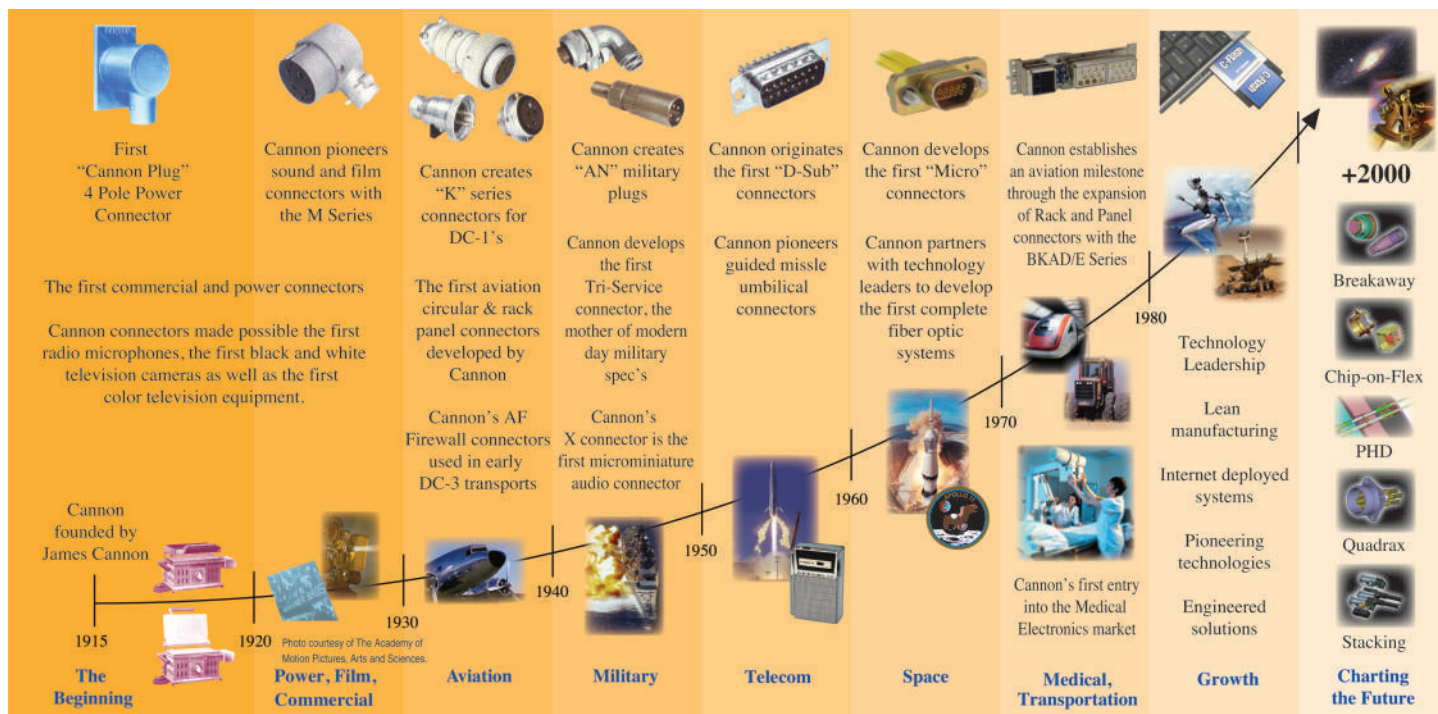 First
“Cannon Plug”
4 Pole Power
Connector
Cannon pioneers
sound and film
connectors with
the M Series
The first commercial and power connectors
Cannon connectors made possible the first
radio microphones, the first black and white
television cameras as well as the first
color television equipment.
Cannon
founded by
James Cannon
1915
The
Beginning
1920
Photo courtesy of The Academy of
Motion Pictures, Arts and Sciences.
Power, Film,
Commercial
Cannon creates
“K” series
connectors for
DC-1’s
The first aviation
circular & rack
panel connectors
developed by
Cannon
Cannon’s AF
Firewall connectors
used in early
DC-3 transports
1930
Aviation
Cannon creates
“AN” military
plugs
Cannon develops
the first
Tri-Service
connector, the
mother of modern
day military
spec’s
Cannon’s
X connector is the
first microminiature
audio connector
1940
Military
Cannon originates
the first “D-Sub”
connectors
Cannon pioneers
guided missle
umbilical
connectors
1950
Telecom
Cannon develops
the first “Micro”
connectors
Cannon partners
with technology
leaders to develop
the first complete
fiber optic
systems
1960
APOLLO 11
Space
Cannon establishes
an aviation milestone
through the expansion
of Rack and Panel
connectors with the
BKAD/E Series
1970
Cannon’s first entry
into the Medical
Electronics market
Medical,
Transportation
C-Flash
C-Flash
1980
Technology
Leadership
Lean
manufacturing
Internet deployed
systems
Pioneering
technologies
Engineered
solutions
Growth
+2000
Breakaway
Chip-on-Flex
PHD
Quadrax
Stacking
Charting
the Future